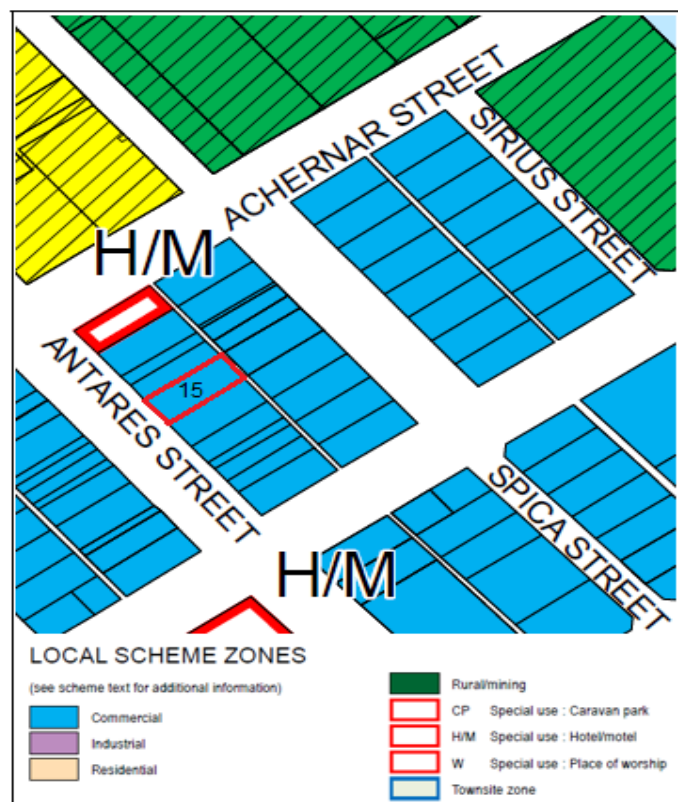 ACHERNAR STREET
SIRIUS STREET
H/M
15
ANTARES STREET
SPICA STREET
H/M
LOCAL SCHEME ZONES
(see scheme text for additional information)
Commercial
Industrial
Residential
Rural/mining
CP Special use : Caravan park
H/M Special use : Hotel/motel
W Special use : Place of worship
Townsite zone